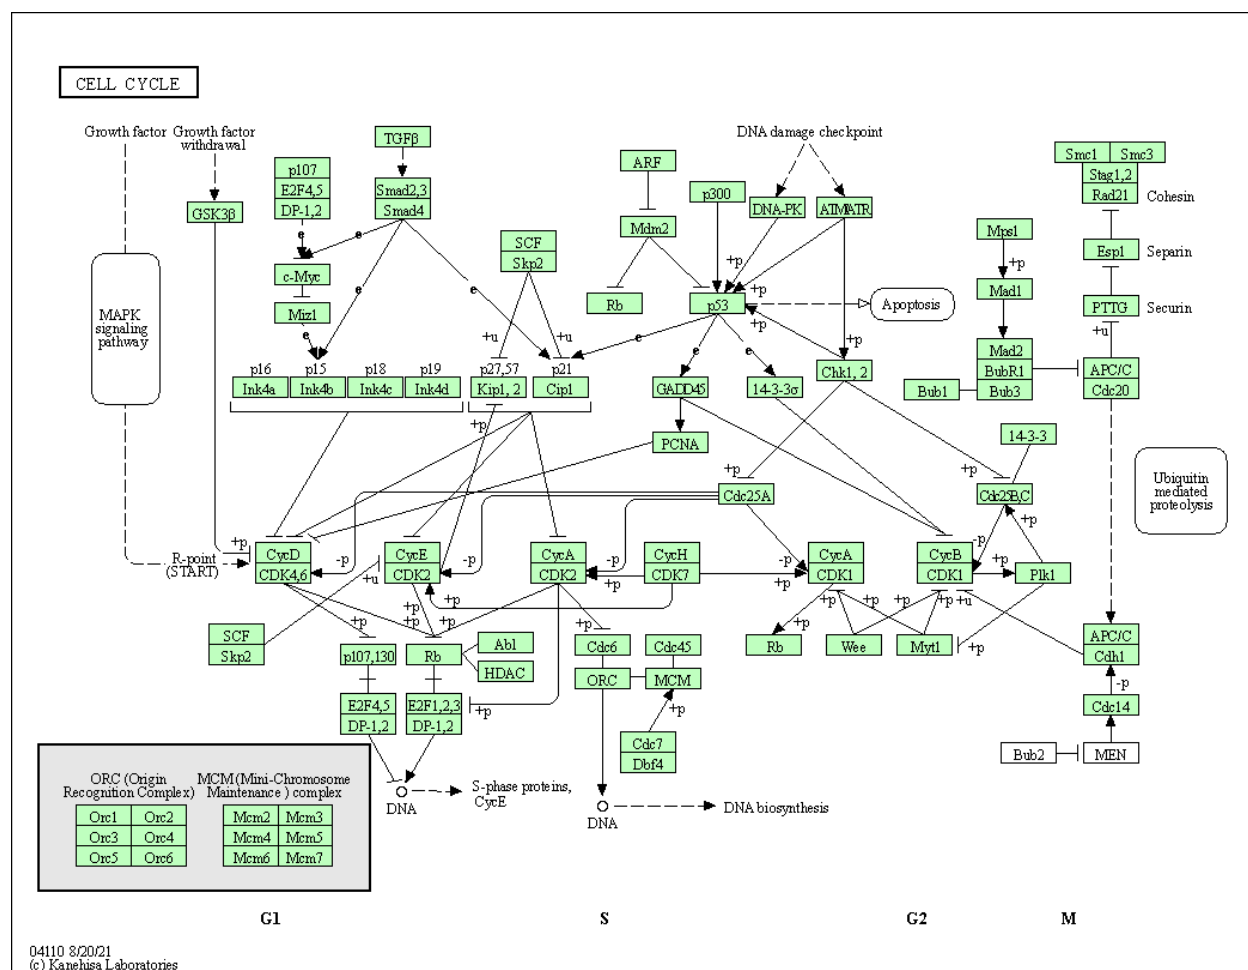 CELL CYCLE
Growth factor
Growth factor
withdrawal
TGFβ
DNA damage checkpoint
Smc1
Smc3
p107
E2F4,5
DP-1,2
ARF
Stag1,2
Rad21
Cohesin
Smad2,3
Smad4
p300
DNA-PK
ATM/ATR
GSK3β
Mdm2
Mps1
SCF
Skp2
e
e
e
+p
+p
+p
Esp1
Separin
c-Myc
Mad1
MAPK
signaling
pathway
Miz1
Rb
p53
Apoptosis
PTTG
Securin
e
+u
+u
e
e
+p
+p
+u
Mad2
BubR1
Bub3
Bub1
APC/C
Cdc20
p16
Ink4a
p15
Ink4b
p18
Ink4c
p19
Ink4d
p27,57
Kip1, 2
p21
Cip1
GADD45
14-3-3σ
Chk1, 2
+p
PCNA
14-3-3
Ubiquitin
mediated
proteolysis
+p
+p
Cdc25A
Cdc25B,C
+p
+p
-p
R-point
(START)
CycD
CDK4,6
-p
CycE
CDK2
-p
CycA
CDK2
-p
CycH
CDK7
-p
CycA
CDK1
CycB
CDK1
+p
Plk1
+u
+p
+p
+p
+p
+p
+p
+p
+p
+p
+p
+p
+u
SCF
Skp2
p107,130
Rb
Abl
HDAC
Cdc6
Cdc45
Rb
Wee
Myt1
+p
APC/C
Cdh1
ORC
MCM
-p
E2F4,5
DP-1,2
E2F1,2,3
DP-1,2
+p
+p
Cdc14
Cdc7
Dbf4
Bub2
MEN
DNA
S-phase proteins,
CycE
DNA
DNA biosynthesis
ORC (Origin
Recognition Complex)
MCM (Mini-Chromosome
Maintenance ) complex
Orc1
Orc2
Mcm2
Mcm3
Orc3
Orc4
Mcm4
Mcm5
Orc5
Orc6
Mcm6
Mcm7
G1
S
G2
M
04110 8/20/21
(c) Kanehisa Laboratories